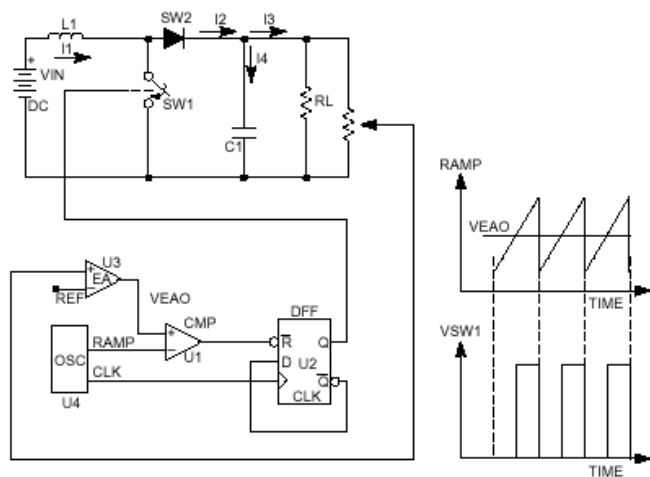 SW2
L1
I2
I3
I1
I4
VIN
SW1
RL
DC
C1
RAMP
VEAO
TIME
U3
+
EA
−
REF
VEAO
CMP
DFF
VSW1
RAMP
+
−
U1
R̅
Q
OSC
D
U2
CLK
Q̅
U4
CLK
TIME